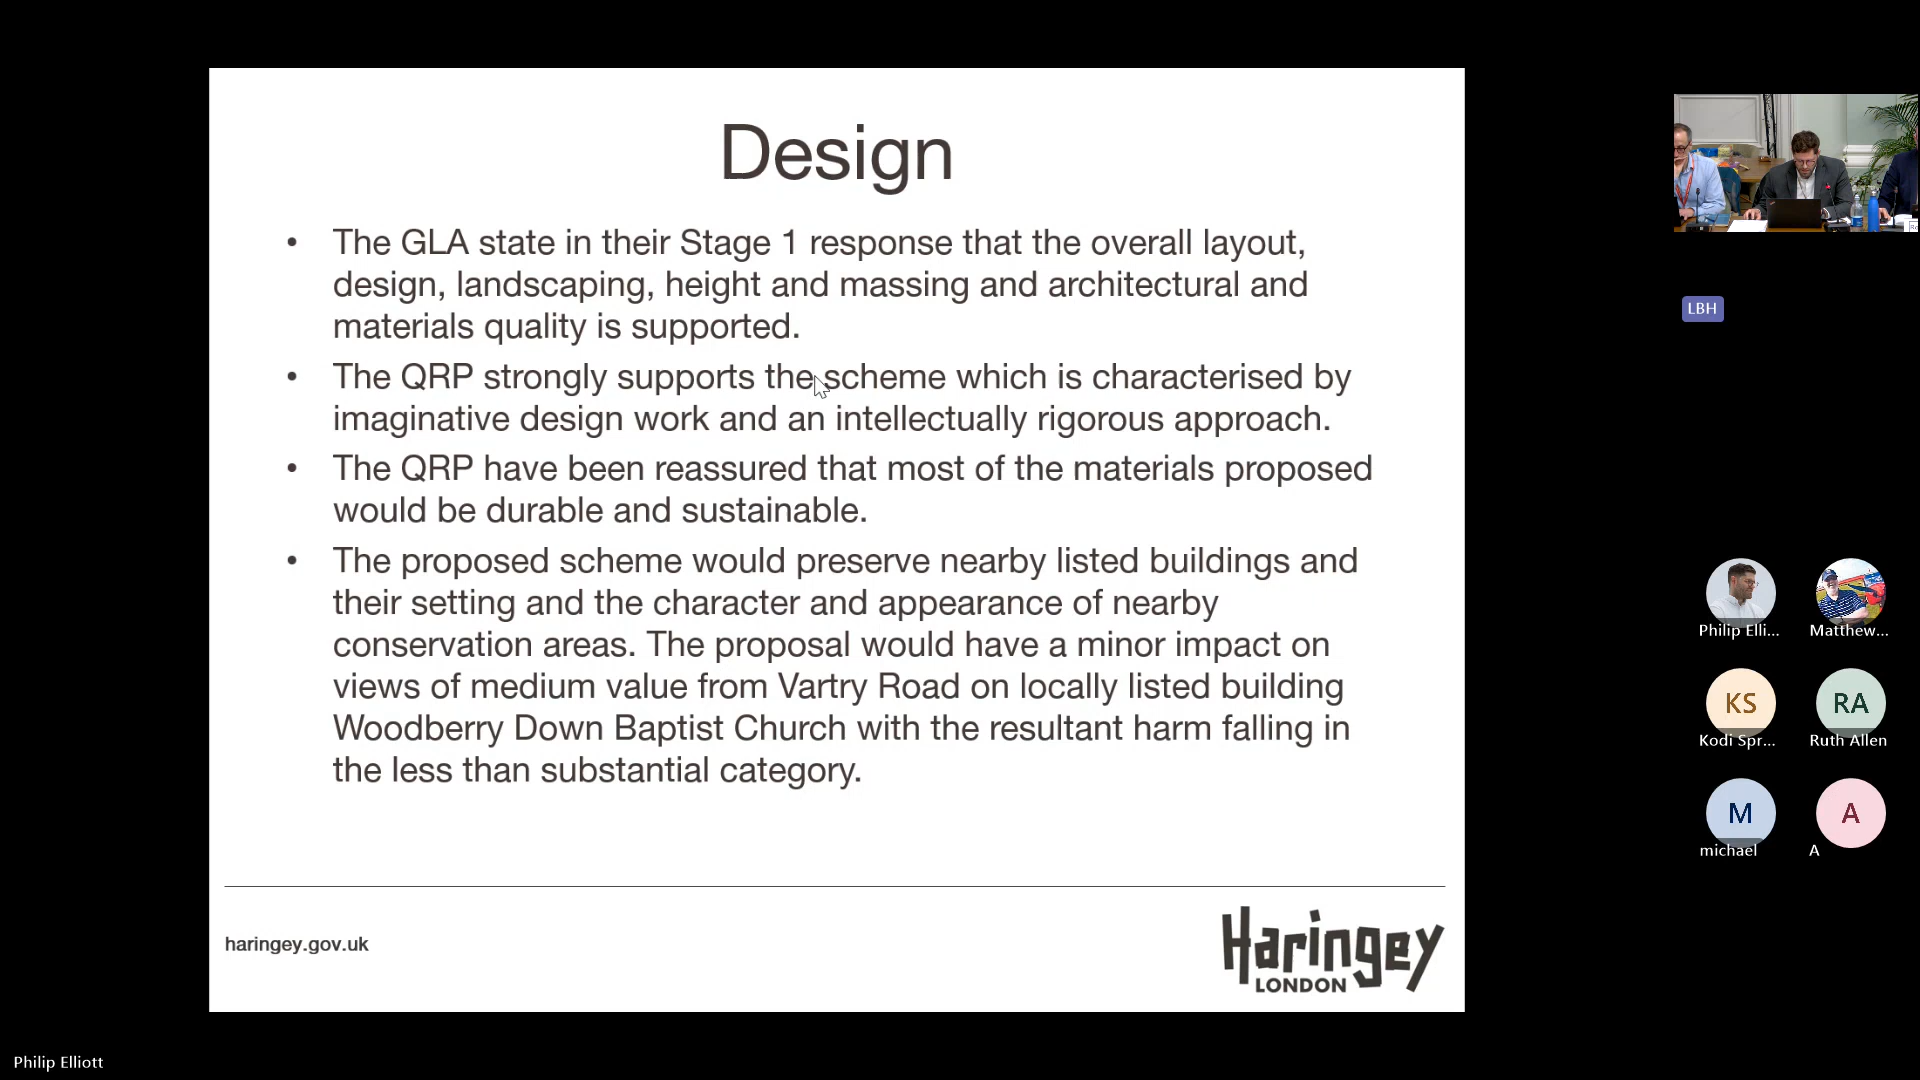 Design
• The GLA state in their Stage 1 response that the overall layout,
design, landscaping, height and massing and architectural and
materials quality is supported.
• The QRP strongly supports the scheme which is characterised by
imaginative design work and an intellectually rigorous approach.
• The QRP have been reassured that most of the materials proposed
would be durable and sustainable.
• The proposed scheme would preserve nearby listed buildings and
their setting and the character and appearance of nearby
conservation areas. The proposal would have a minor impact on
views of medium value from Vartry Road on locally listed building
Woodberry Down Baptist Church with the resultant harm falling in
the less than substantial category.
haringey.gov.uk
Haringey
LONDON
Philip Elliott
LBH
Philip Elli...
Matthew...
KS
RA
Kodi Spr...
Ruth Allen
M
A
michael
A